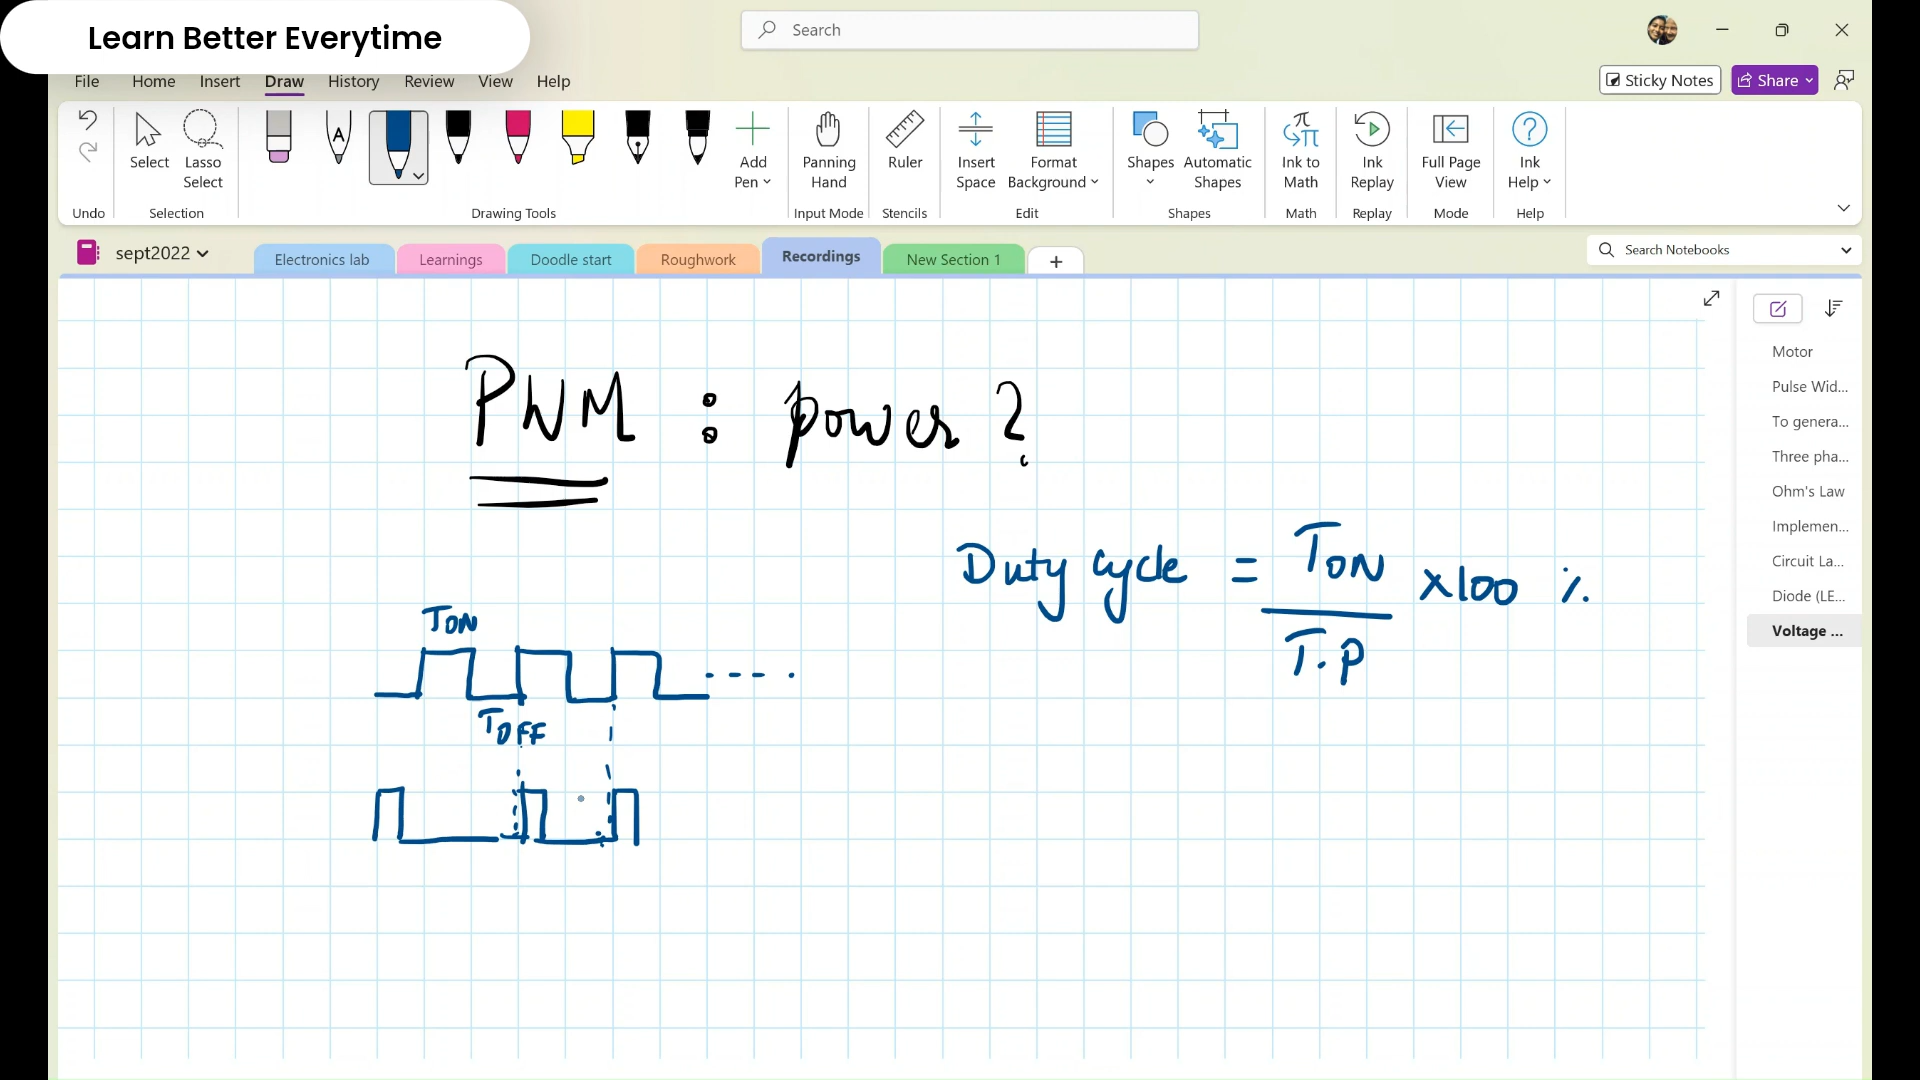 Learn Better Everytime
Search
File Home Insert Draw History Review View Help
Sticky Notes Share
Select
Lasso Select
Add Pen
Panning Hand
Ruler
Insert Space
Format Background
Shapes
Automatic Shapes
Ink to Math
Ink Replay
Full Page View
Ink Help
Undo Selection Drawing Tools Input Mode Stencils Edit Shapes Math Replay Mode Help
sept2022 Electronics lab Learnings Doodle start Roughwork Recordings New Section 1 +
Search Notebooks
Motor
Pulse Wid...
To genera...
Three pha...
Ohm's Law
Implemen...
Circuit La...
Diode (LE...
Voltage ...
PWM : power ?
Duty cycle = TON / T.P x100 %
TON
TOFF